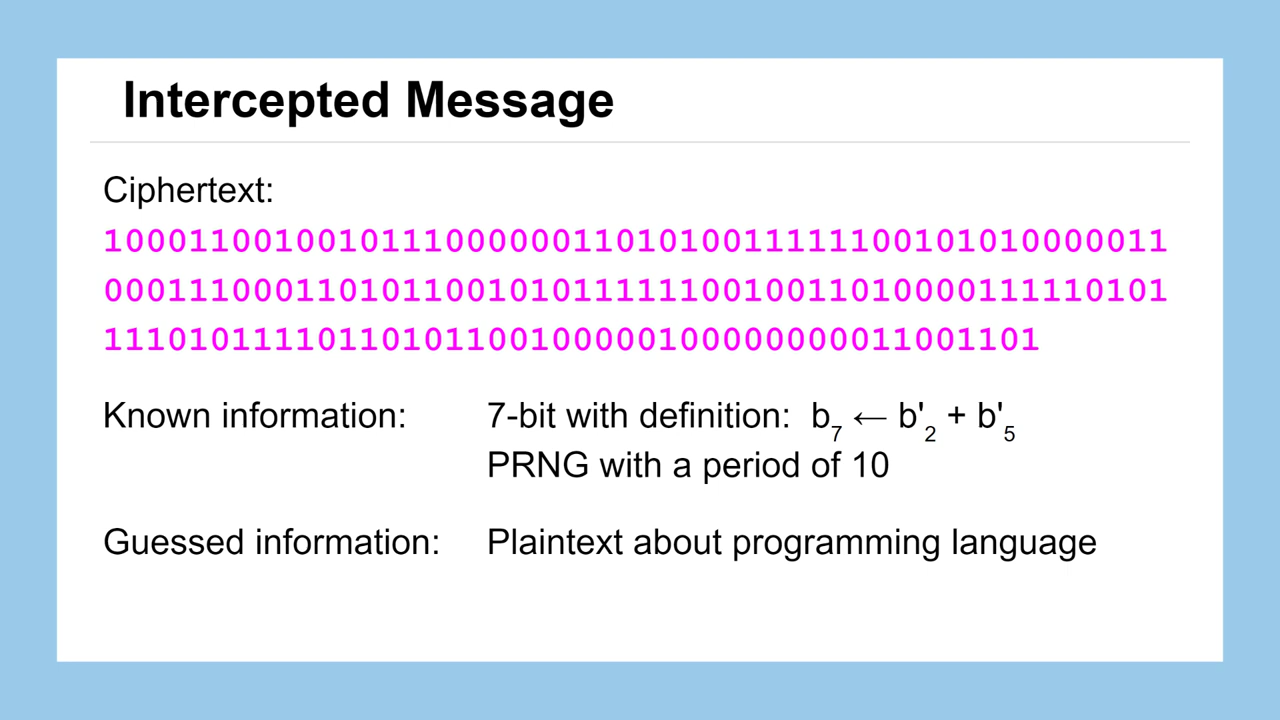 Intercepted Message
Ciphertext:
10001100100101110000001101010011111100101010000011
00011100011010110010101111110010011010000111110101
11101011110110101100100000100000000011001101
Known information: 7-bit with definition: b₇ ← b'₂ + b'₅
PRNG with a period of 10
Guessed information: Plaintext about programming language